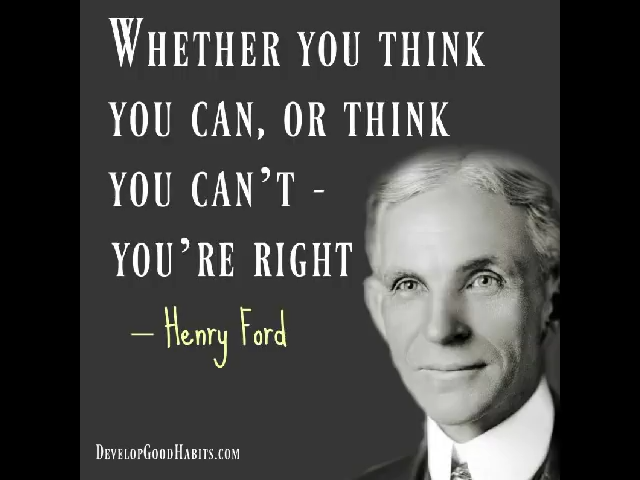 Whether you think
you can, or think
you can't -
you're right
– Henry Ford
DevelopGoodHabits.com